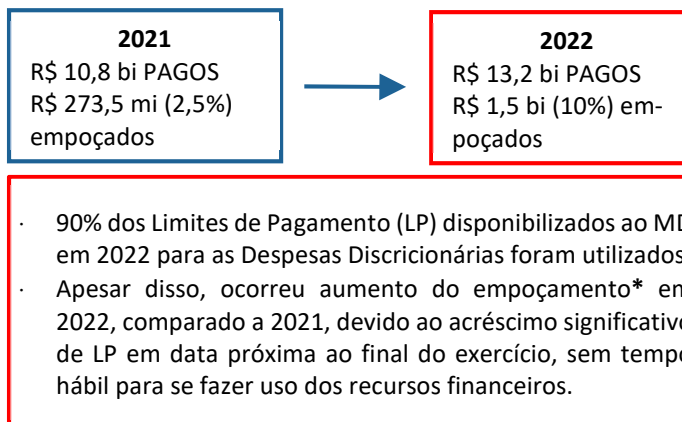 2021
R$ 10,8 bi PAGOS
R$ 273,5 mi (2,5%)
empoçados
2022
R$ 13,2 bi PAGOS
R$ 1,5 bi (10%) em-
poçados
· 90% dos Limites de Pagamento (LP) disponibilizados ao MD
em 2022 para as Despesas Discricionárias foram utilizados
· Apesar disso, ocorreu aumento do empoçamento* em
2022, comparado a 2021, devido ao acréscimo significativo
de LP em data próxima ao final do exercício, sem tempo
hábil para se fazer uso dos recursos financeiros.